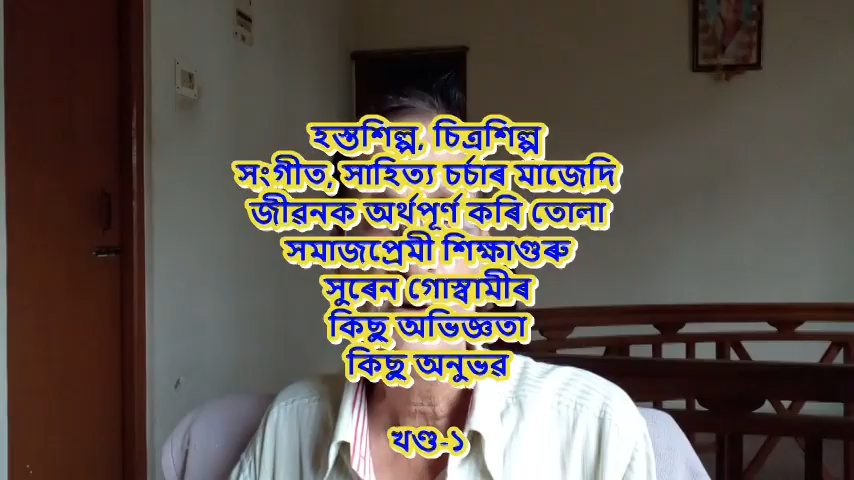 হস্তশিল্প, চিত্ৰশিল্প
সংগীত, সাহিত্য চৰ্চাৰ মাজেদি
জীৱনক অৰ্থপূৰ্ণ কৰি তোলা
সমাজপ্ৰেমী শিক্ষাগুৰু
সুৰেন গোস্বামীৰ
কিছু অভিজ্ঞতা
কিছু অনুভৱ
খণ্ড-১